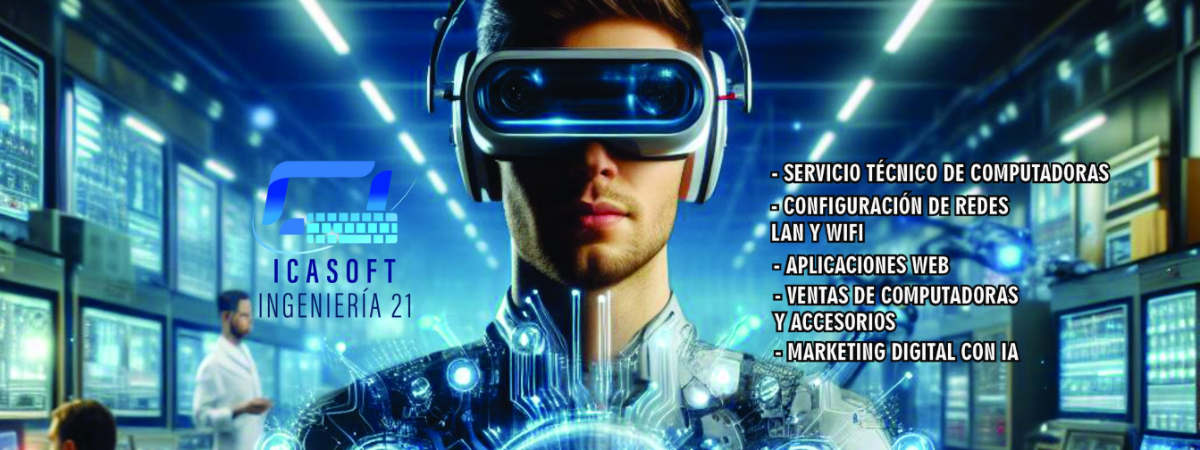 ICASOFT
INGENIERÍA 21
- SERVICIO TÉCNICO DE COMPUTADORAS
- CONFIGURACIÓN DE REDES
LAN Y WIFI
- APLICACIONES WEB
- VENTAS DE COMPUTADORAS
Y ACCESORIOS
- MARKETING DIGITAL CON IA